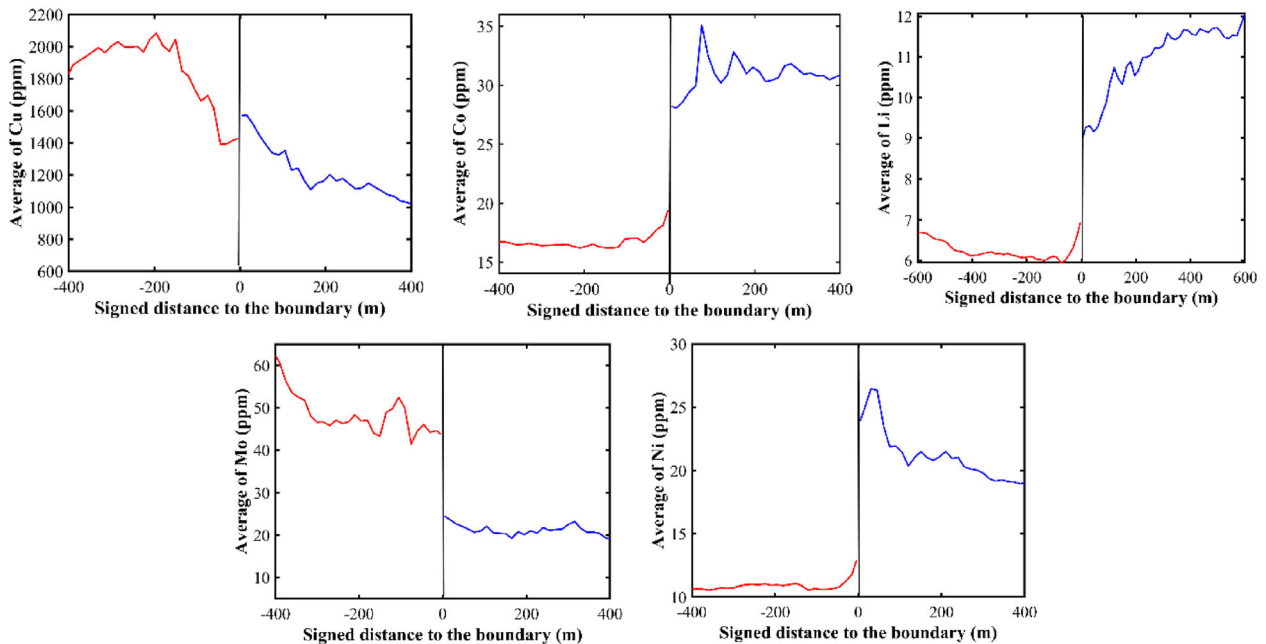 Average of Cu (ppm)
2200
2000
1800
1600
1400
1200
1000
800
600
-400 -200 0 200 400
Signed distance to the boundary (m)
Average of Co (ppm)
35
30
25
20
15
-400 -200 0 200 400
Signed distance to the boundary (m)
Average of Li (ppm)
12
11
10
9
8
7
6
-600 -400 -200 0 200 400 600
Signed distance to the boundary (m)
Average of Mo (ppm)
60
50
40
30
20
10
-400 -200 0 200 400
Signed distance to the boundary (m)
Average of Ni (ppm)
30
25
20
15
10
-400 -200 0 200 400
Signed distance to the boundary (m)